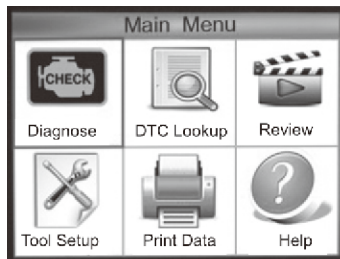 Main Menu
CHECK
Diagnose
DTC Lookup
Review
Tool Setup
Print Data
?
Help